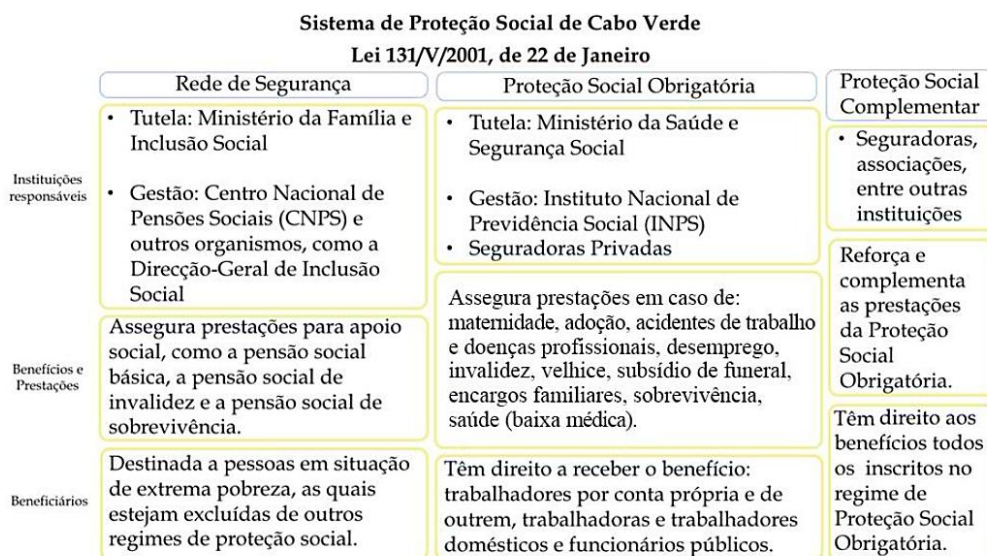 Sistema de Proteção Social de Cabo Verde
Lei 131/V/2001, de 22 de Janeiro
Rede de Segurança
Proteção Social Obrigatória
Proteção Social
Complementar
Instituições
responsáveis
• Tutela: Ministério da Família e
Inclusão Social
• Gestão: Centro Nacional de
Pensões Sociais (CNPS) e
outros organismos, como a
Direcção-Geral de Inclusão
Social
• Tutela: Ministério da Saúde e
Segurança Social
• Gestão: Instituto Nacional de
Previdência Social (INPS)
• Seguradoras Privadas
• Seguradoras,
associações,
entre outras
instituições
Benefícios e
Prestações
Assegura prestações para apoio
social, como a pensão social
básica, a pensão social de
invalidez e a pensão social de
sobrevivência.
Assegura prestações em caso de:
maternidade, adoção, acidentes de trabalho
e doenças profissionais, desemprego,
invalidez, velhice, subsídio de funeral,
encargos familiares, sobrevivência,
saúde (baixa médica).
Reforça e
complementa
as prestações
da Proteção
Social
Obrigatória.
Beneficiários
Destinada a pessoas em situação
de extrema pobreza, as quais
estejam excluídas de outros
regimes de proteção social.
Têm direito a receber o benefício:
trabalhadores por conta própria e de
outrem, trabalhadoras e trabalhadores
domésticos e funcionários públicos.
Têm direito aos
benefícios todos
os inscritos no
regime de
Proteção Social
Obrigatória.